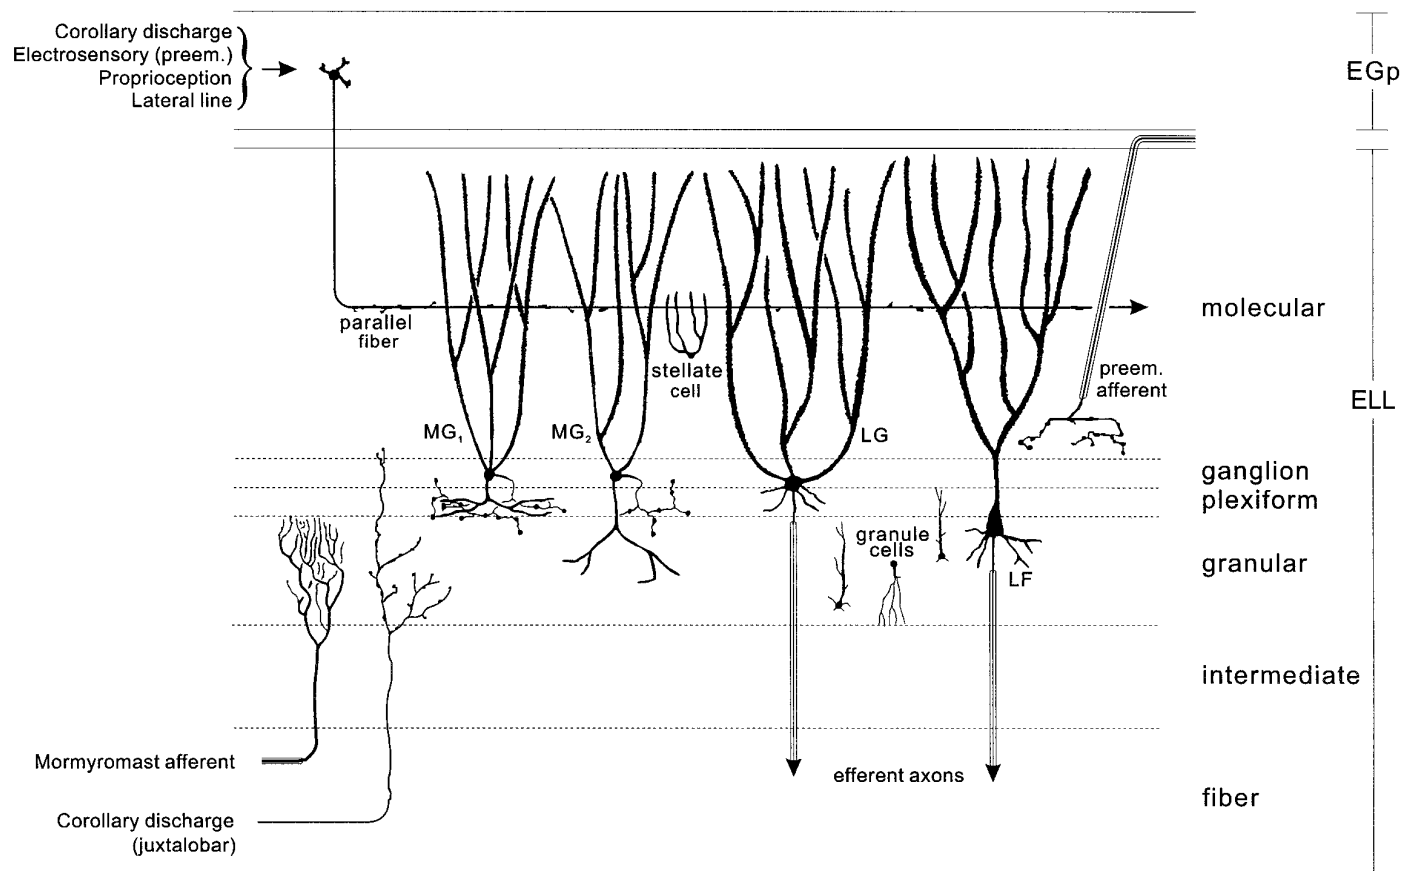 Corollary discharge
Electrosensory (preem.)
Proprioception
Lateral line
EGp
parallel
fiber
stellate
cell
molecular
preem.
afferent
ELL
MG₁
MG₂
LG
ganglion
plexiform
granule
cells
granular
LF
intermediate
Mormyromast afferent
efferent axons
fiber
Corollary discharge
(juxtalobar)